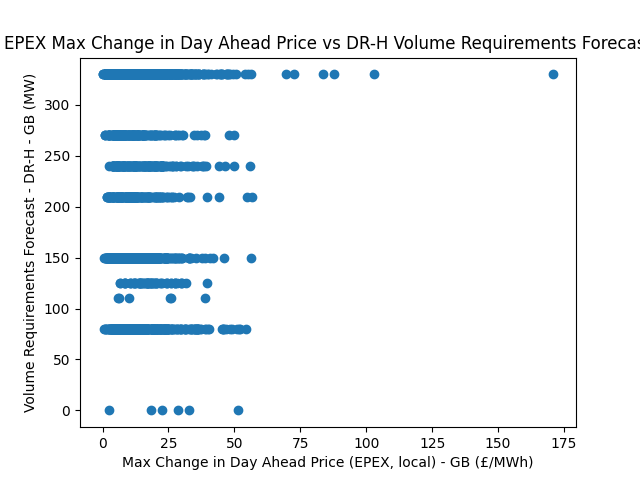 EPEX Max Change in Day Ahead Price vs DR-H Volume Requirements Forecas
Volume Requirements Forecast - DR-H - GB (MW)
300
250
200
150
100
50
0
0 25 50 75 100 125 150 175
Max Change in Day Ahead Price (EPEX, local) - GB (£/MWh)